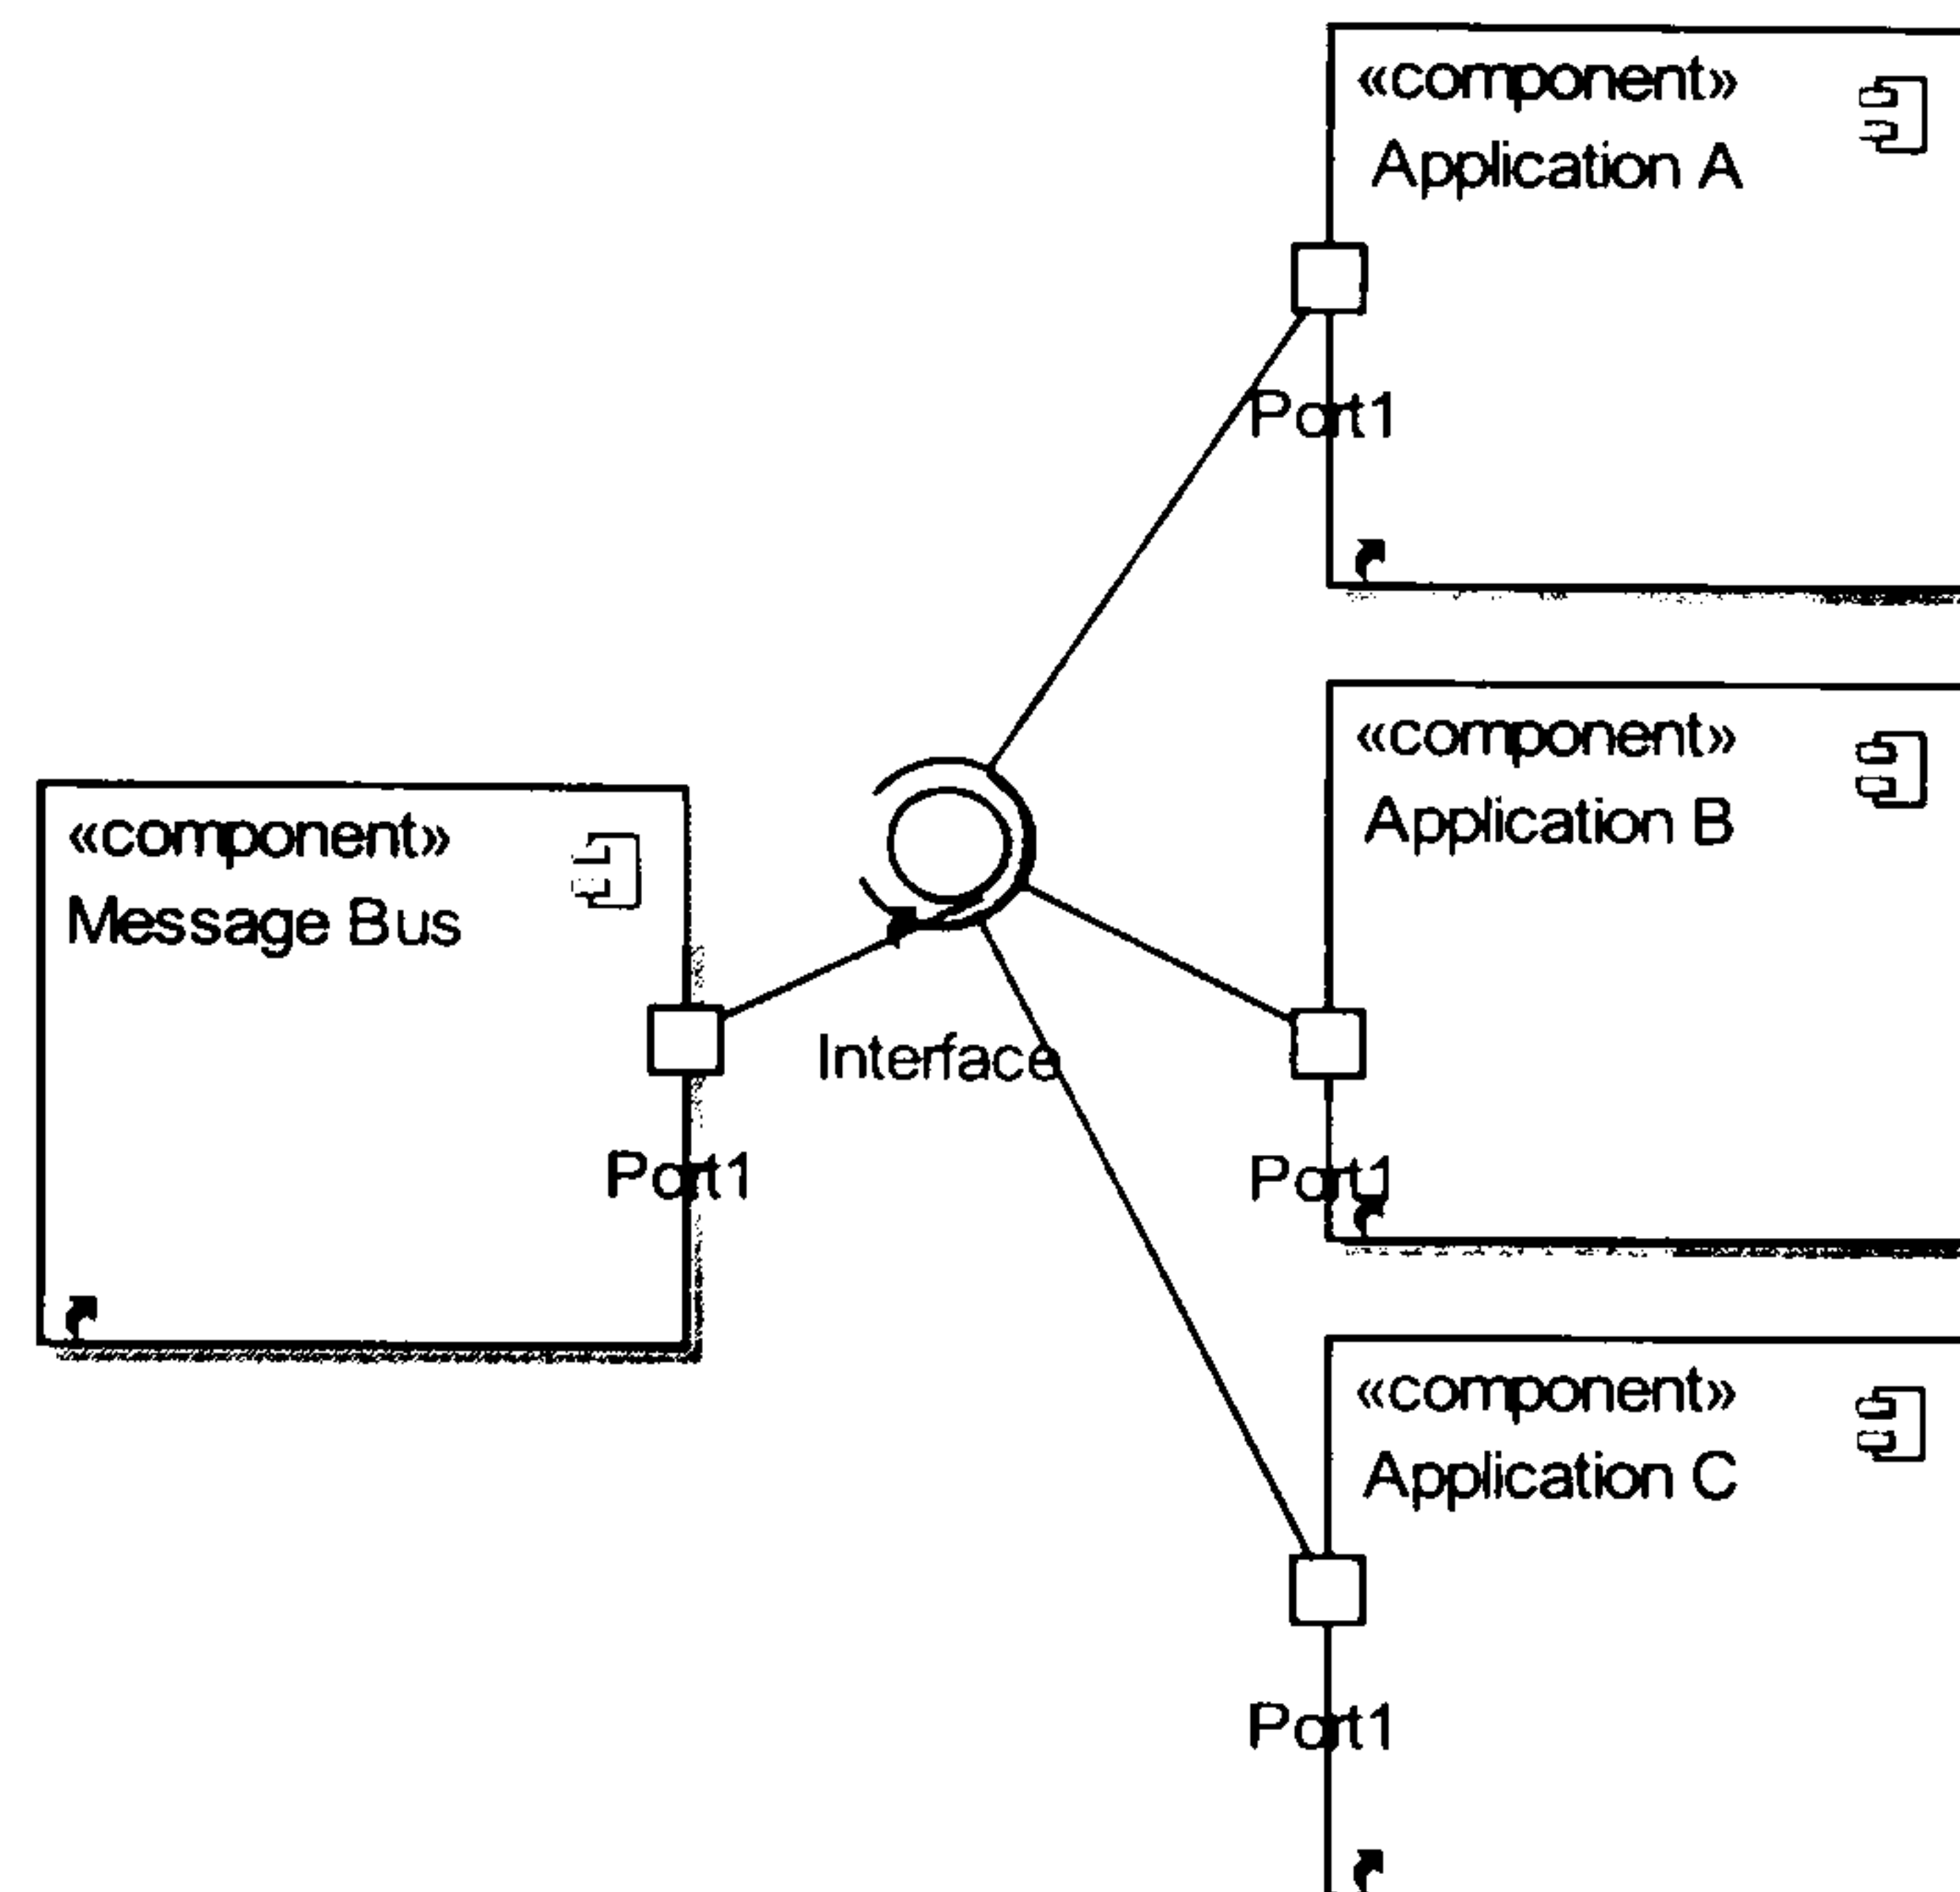 «component»
Application A
Port1
«component»
Application B
Port1
«component»
Message Bus
Port1
Interface
«component»
Application C
Port1